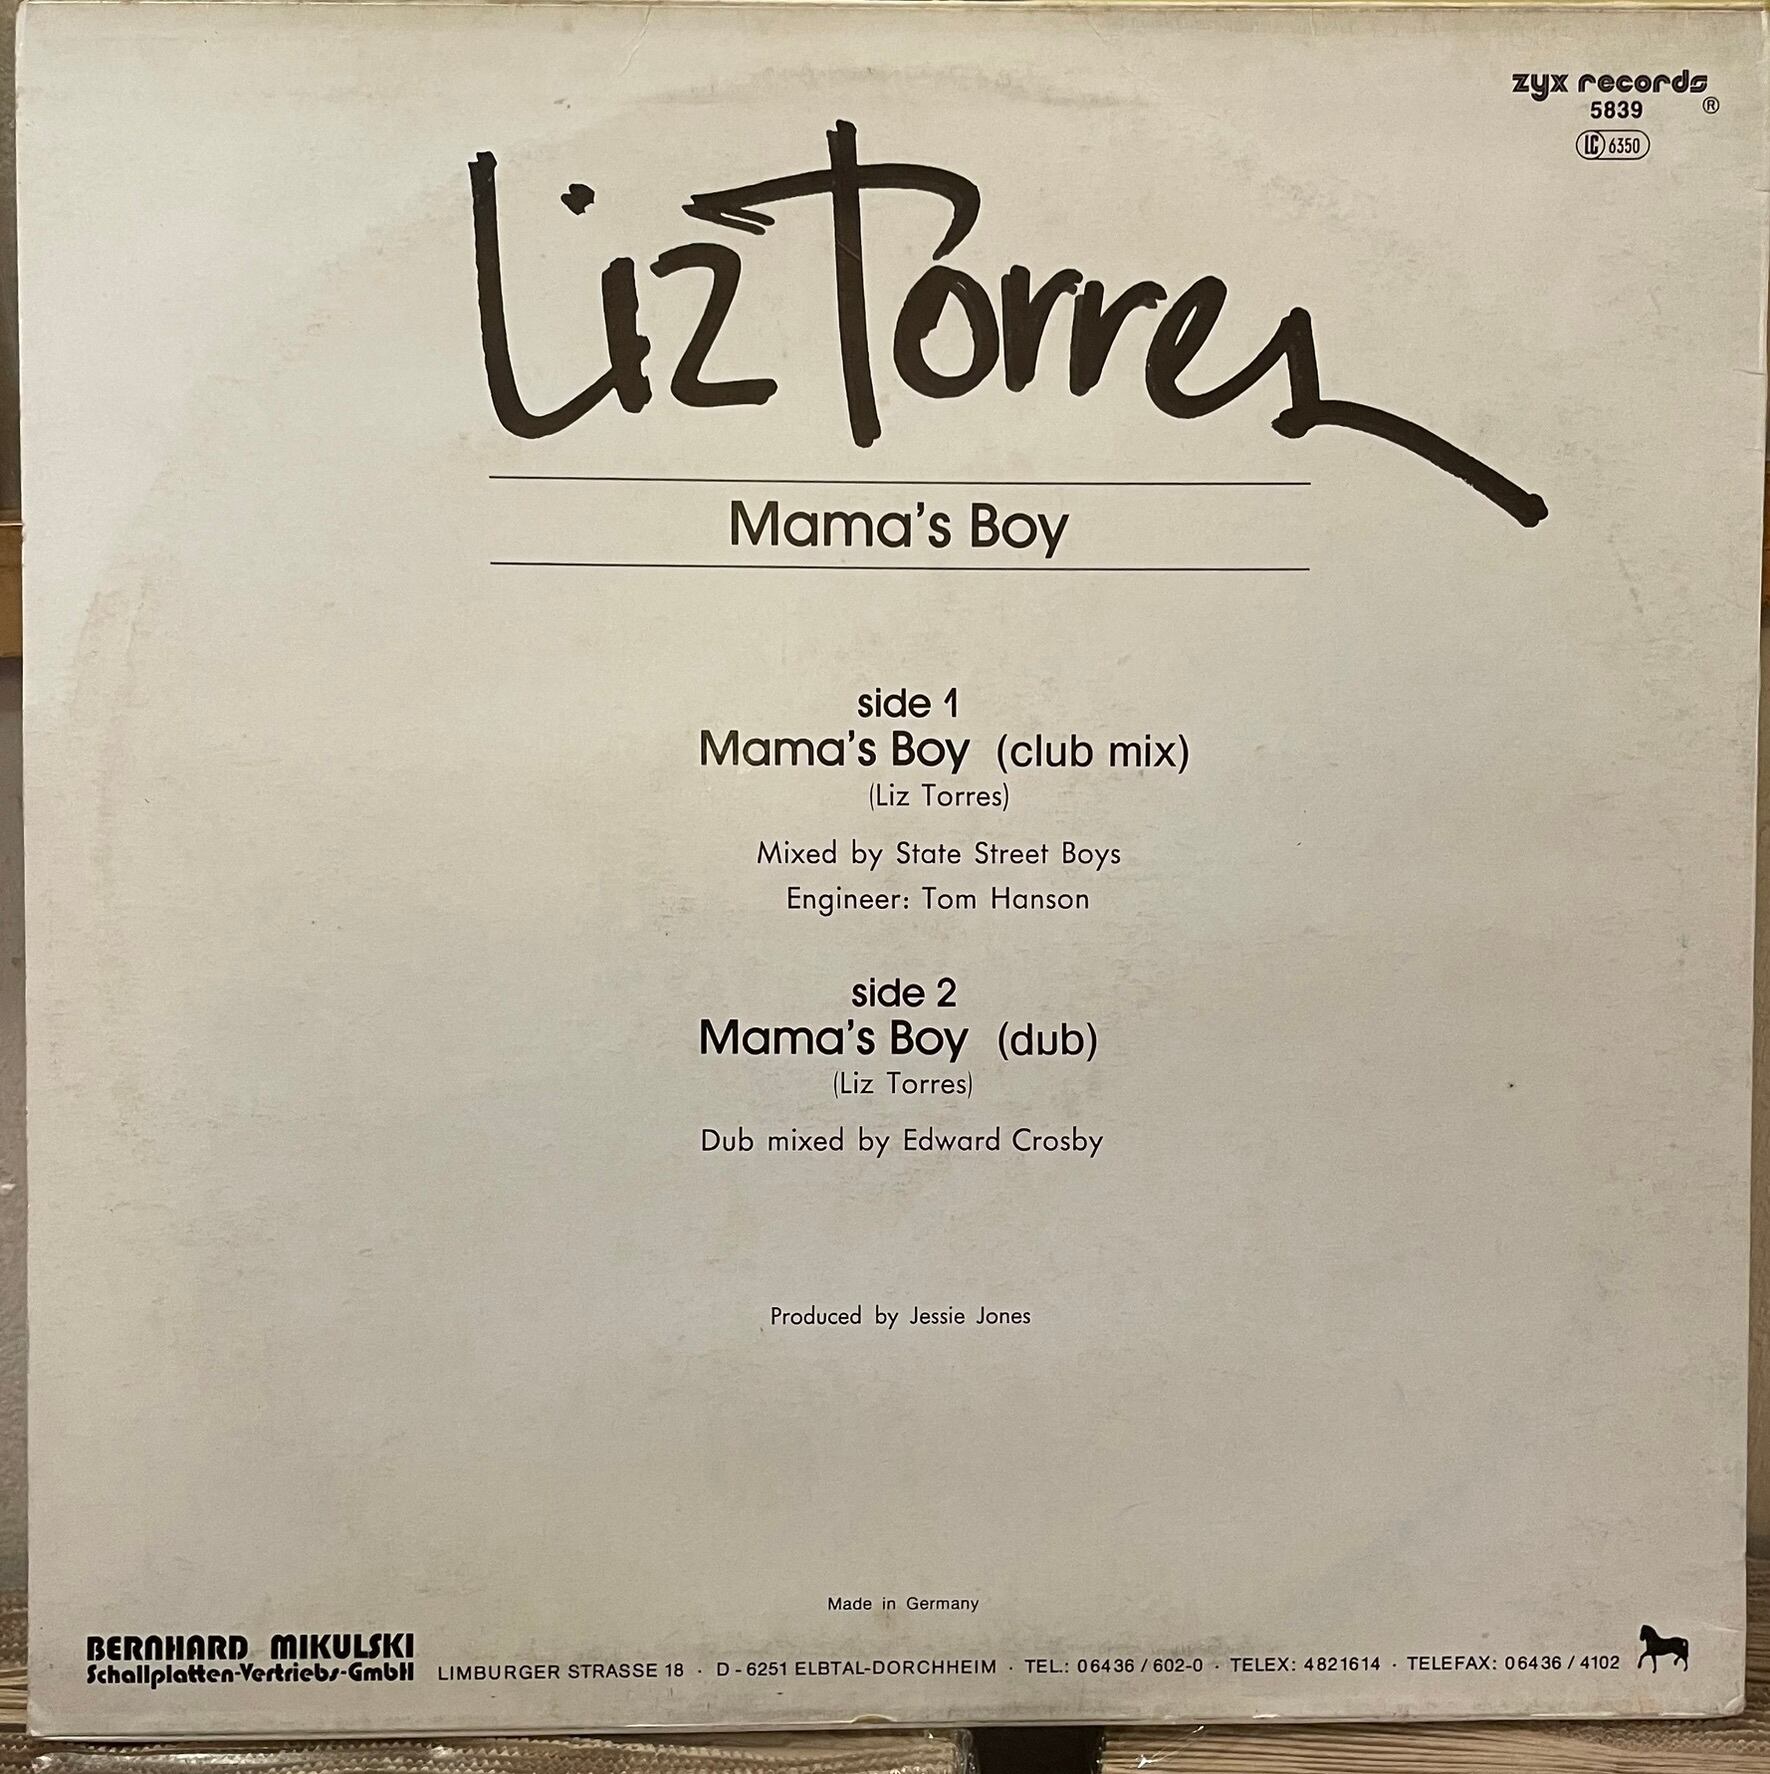 zyx records
5839 ®
LC 6350
Liz Torres
Mama's Boy
side 1
Mama's Boy (club mix)
(Liz Torres)
Mixed by State Street Boys
Engineer: Tom Hanson
side 2
Mama's Boy (dub)
(Liz Torres)
Dub mixed by Edward Crosby
Produced by Jessie Jones
Made in Germany
BERNHARD MIKULSKI
Schallplatten-Vertriebs-GmbH
LIMBURGER STRASSE 18 · D-6251 ELBTAL-DORCHHEIM · TEL.: 06436/602-0 · TELEX: 4821614 · TELEFAX: 06436/4102